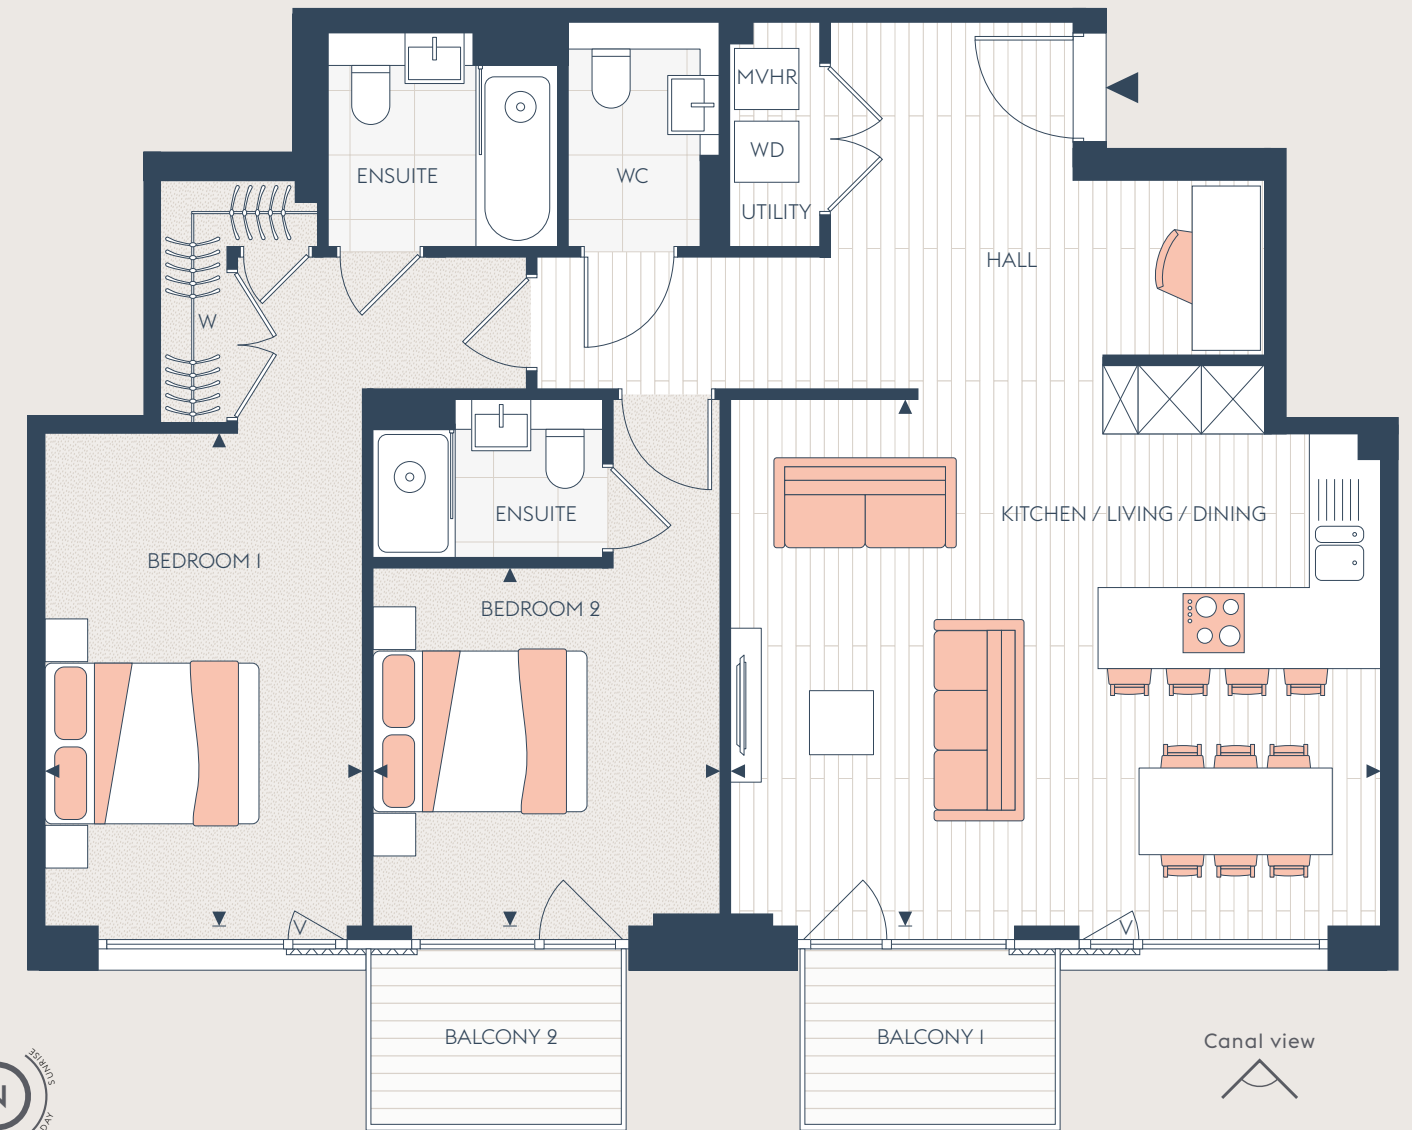 MVHR
WD
UTILITY
ENSUITE
WC
HALL
W
ENSUITE
KITCHEN / LIVING / DINING
BEDROOM 1
BEDROOM 2
V
V
BALCONY 2
BALCONY 1
Canal view
SUNRISE
N